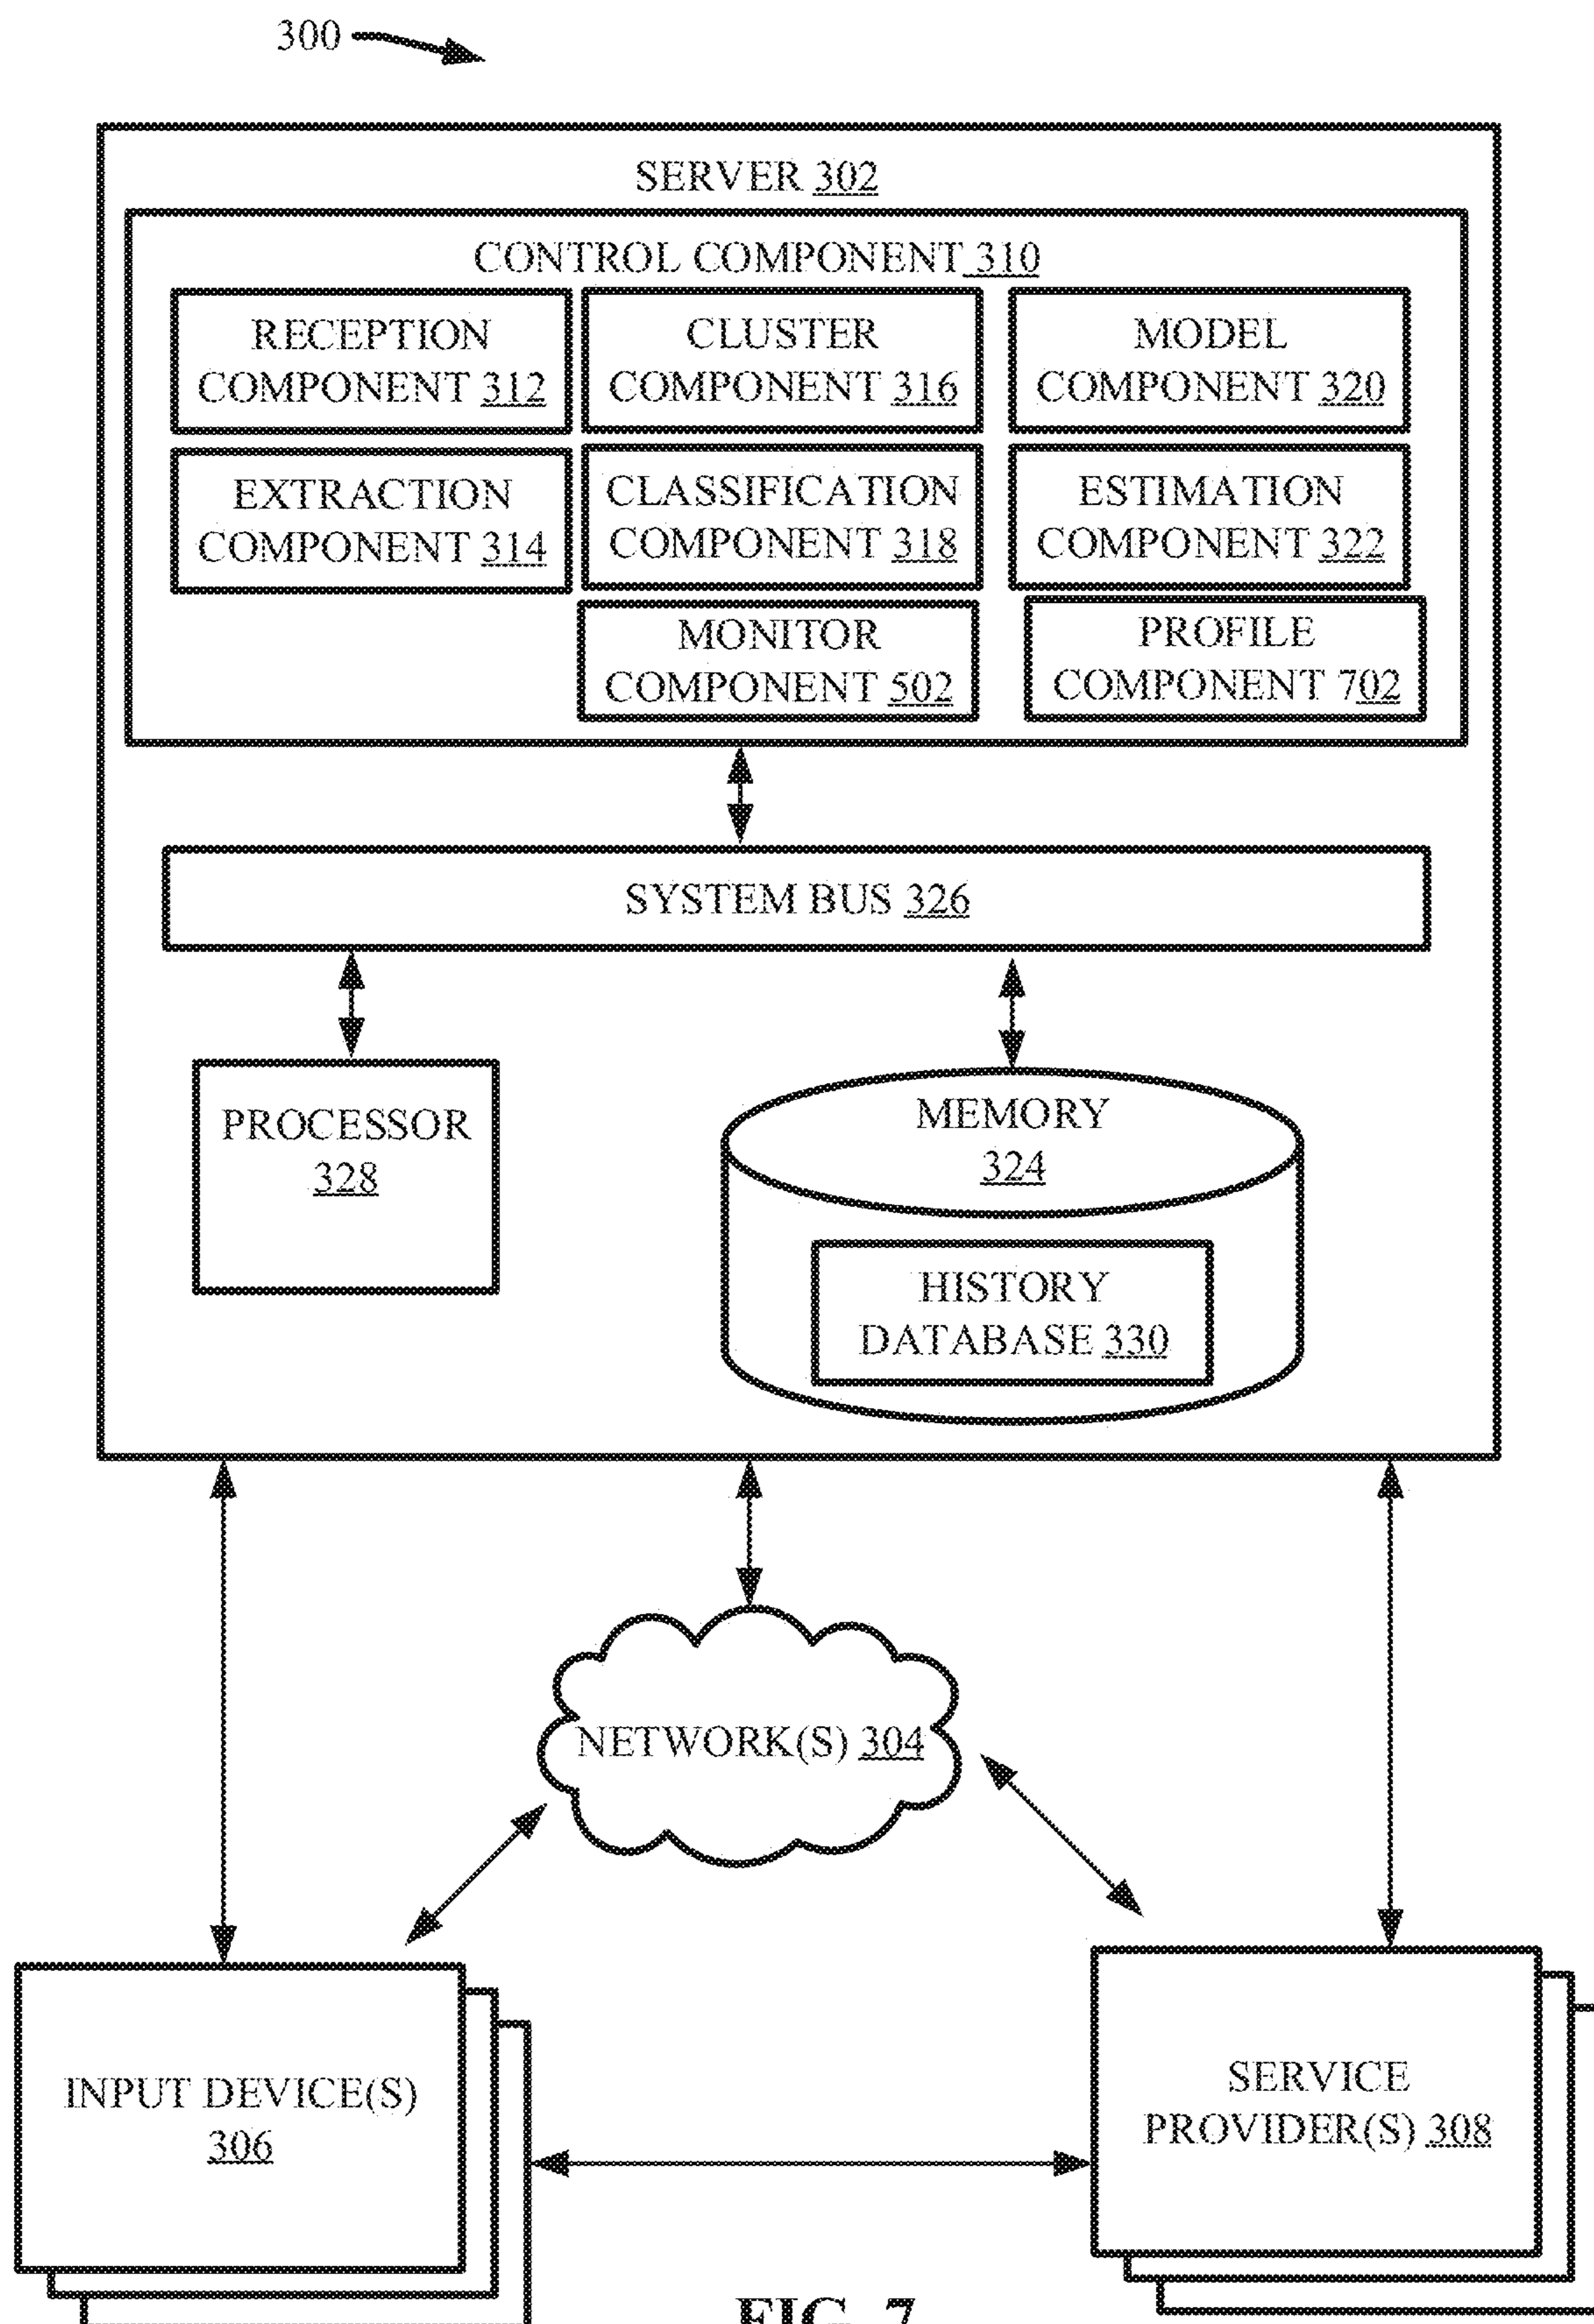 300
SERVER 302
CONTROL COMPONENT 310
RECEPTION
COMPONENT 312
CLUSTER
COMPONENT 316
MODEL
COMPONENT 320
EXTRACTION
COMPONENT 314
CLASSIFICATION
COMPONENT 318
ESTIMATION
COMPONENT 322
MONITOR
COMPONENT 502
PROFILE
COMPONENT 702
SYSTEM BUS 326
PROCESSOR
328
MEMORY
324
HISTORY
DATABASE 330
NETWORK(S) 304
INPUT DEVICE(S)
306
SERVICE
PROVIDER(S) 308
FIG. 7